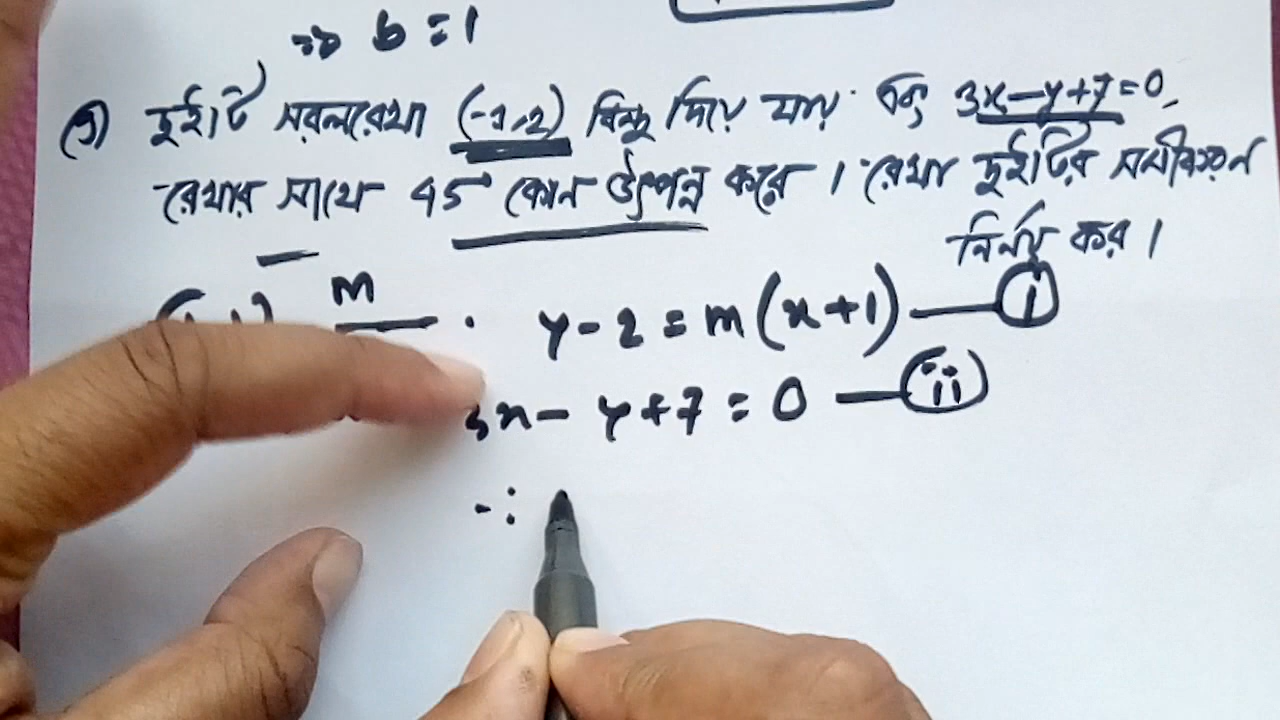 ⇒ b = 1
(গ) দুইটি সরলরেখা (-1, 2) বিন্দু দিয়ে যায় এবং 3x-y+7=0
রেখার সাথে 45° কোন উৎপন্ন করে। রেখা দুইটির সমীকরণ
নির্ণয় কর।
m y-2=m(x+1) — i
3x-y+7=0 — ii